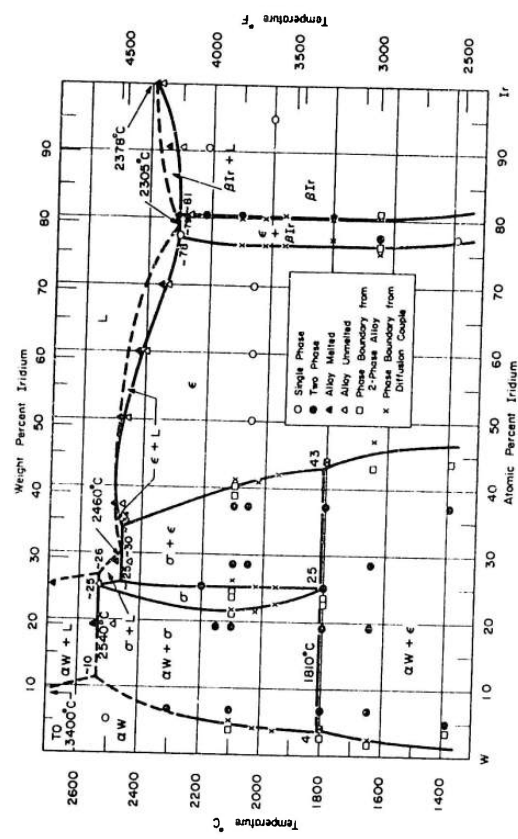 Weight Percent Iridium
10 20 30 40 50 60 70 80 90
Temperature °C
2600
2400
2200
2000
1800
1600
1400
Temperature °F
4500
4000
3500
3000
2500
TO
3400°C
αW + L
~10
~25
~26
2540°C
σ + L
2460°C
~25
~30
ε + L
L
2305°C
2378°C
~78
~79
~81
βIr + L
αW
αW + σ
σ
σ + ε
ε
ε +
βIr
βIr
1810°C
4
25
43
αW + ε
○ Single Phase
● Two Phase
▲ Alloy Melted
△ Alloy Unmelted
□ Phase Boundary from
2-Phase Alloy
× Phase Boundary from
Diffusion Couple
W 10 20 30 40 50 60 70 80 90 Ir
Atomic Percent Iridium